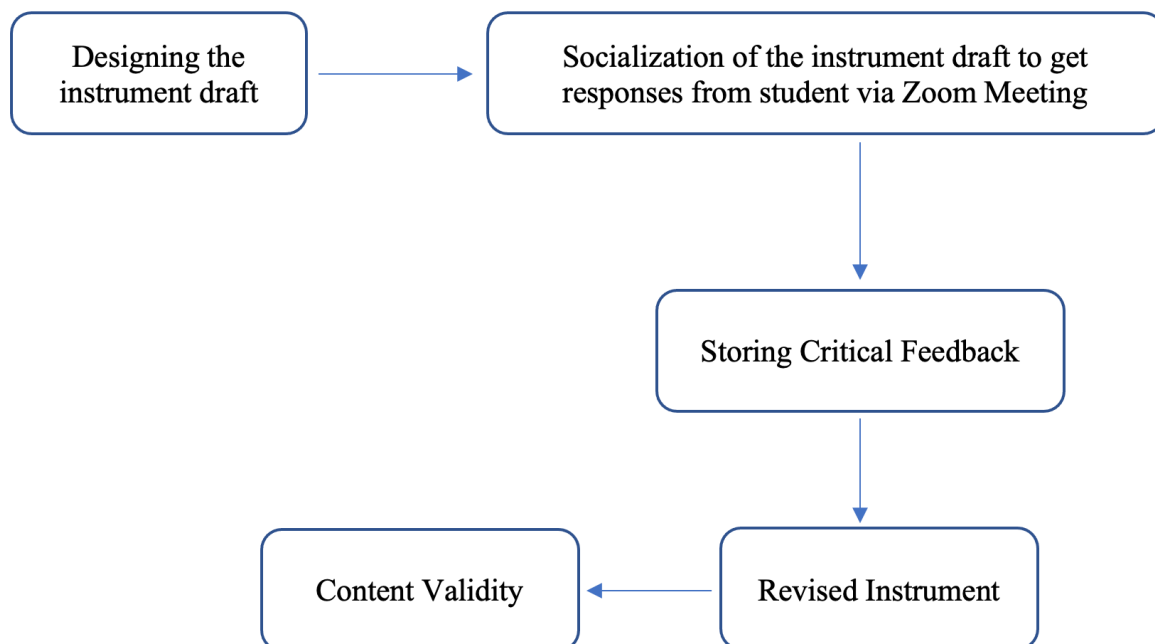 Designing the
instrument draft
Socialization of the instrument draft to get
responses from student via Zoom Meeting
Storing Critical Feedback
Revised Instrument
Content Validity